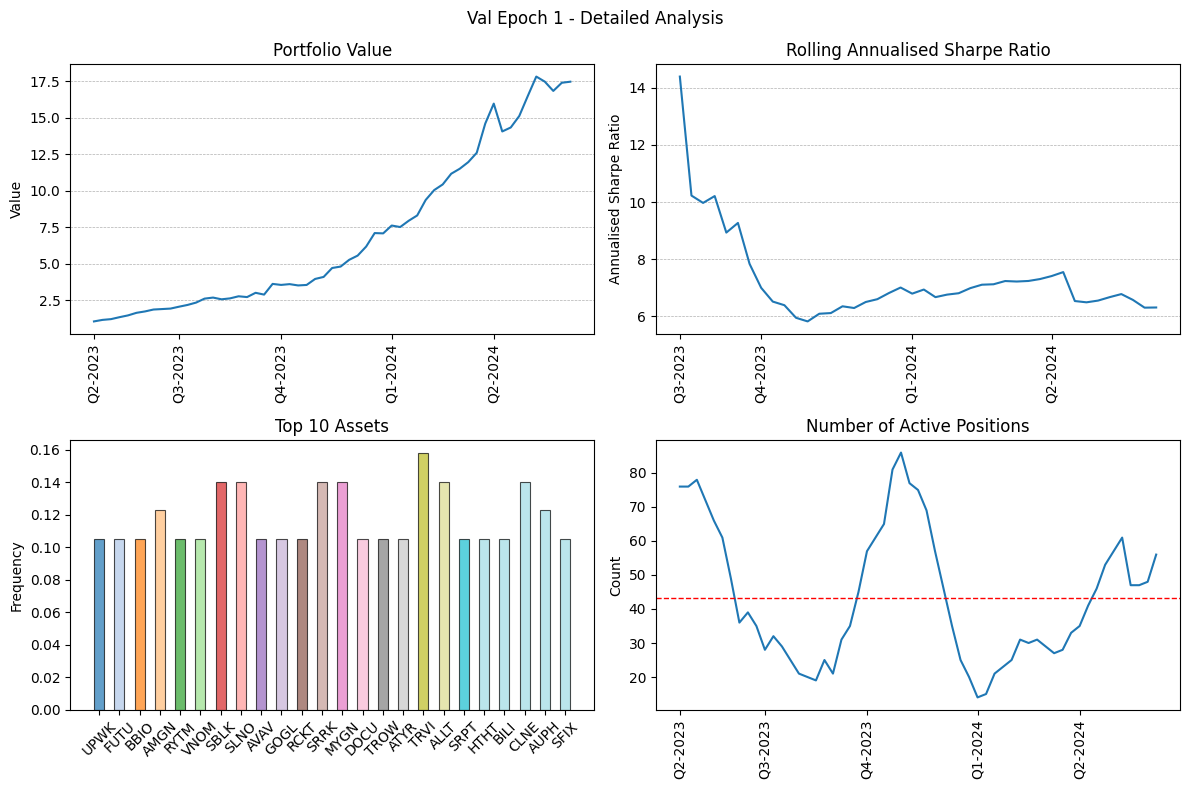 Val Epoch 1 - Detailed Analysis
Portfolio Value
Value
17.5
15.0
12.5
10.0
7.5
5.0
2.5
Q2-2023
Q3-2023
Q4-2023
Q1-2024
Q2-2024
Rolling Annualised Sharpe Ratio
Annualised Sharpe Ratio
14
12
10
8
6
Q3-2023
Q4-2023
Q1-2024
Q2-2024
Top 10 Assets
Frequency
0.16
0.14
0.12
0.10
0.08
0.06
0.04
0.02
0.00
UPWK
FUTU
BBIO
AMGN
RYTM
VNOM
SBLK
SLNO
AVAV
GOGL
RCKT
SRRK
MYGN
DOCU
TROW
ATYR
TRVI
ALLT
SRPT
HTHT
BILI
CLNE
AUPH
SFIX
Number of Active Positions
Count
80
70
60
50
40
30
20
Q2-2023
Q3-2023
Q4-2023
Q1-2024
Q2-2024